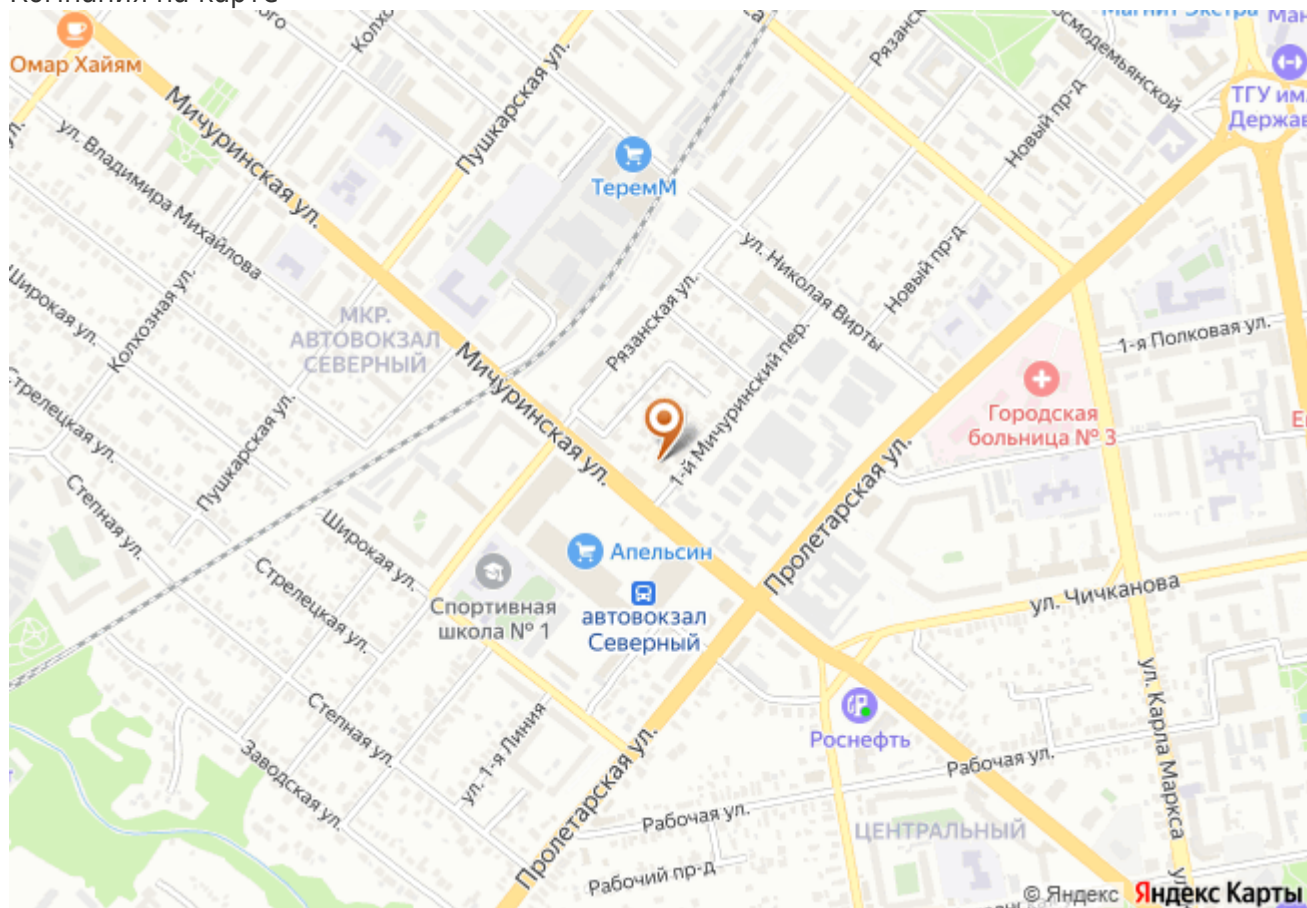 Компания на карте
Магнит Экстра
Омар Хайям
Колхозная ул.
Пушкарская ул.
Мичуринская ул.
ул. Владимира Михайлова
ТеремМ
Новый пр-д
ТГУ им.
Держав
Широкая ул.
МКР.
АВТОВОКЗАЛ
СЕВЕРНЫЙ
Рязанская ул.
ул. Николая Вирты
Новый пр-д
1-я Полковая ул.
Стрелецкая ул.
Пушкарская ул.
Мичуринская ул.
1-й Мичуринский пер.
Городская
больница № 3
Пролетарская ул.
Степная ул.
Широкая ул.
Апельсин
Стрелецкая ул.
Спортивная
школа № 1
автовокзал
Северный
Пролетарская ул.
ул. Чичканова
Степная ул.
ул. 1-я Линия
Заводская ул.
Роснефть
Рабочая ул.
ул. Карла Маркса
Пролетарская ул.
Рабочая ул.
ЦЕНТРАЛЬНЫЙ
Рабочий пр-д
© Яндекс Яндекс Карты